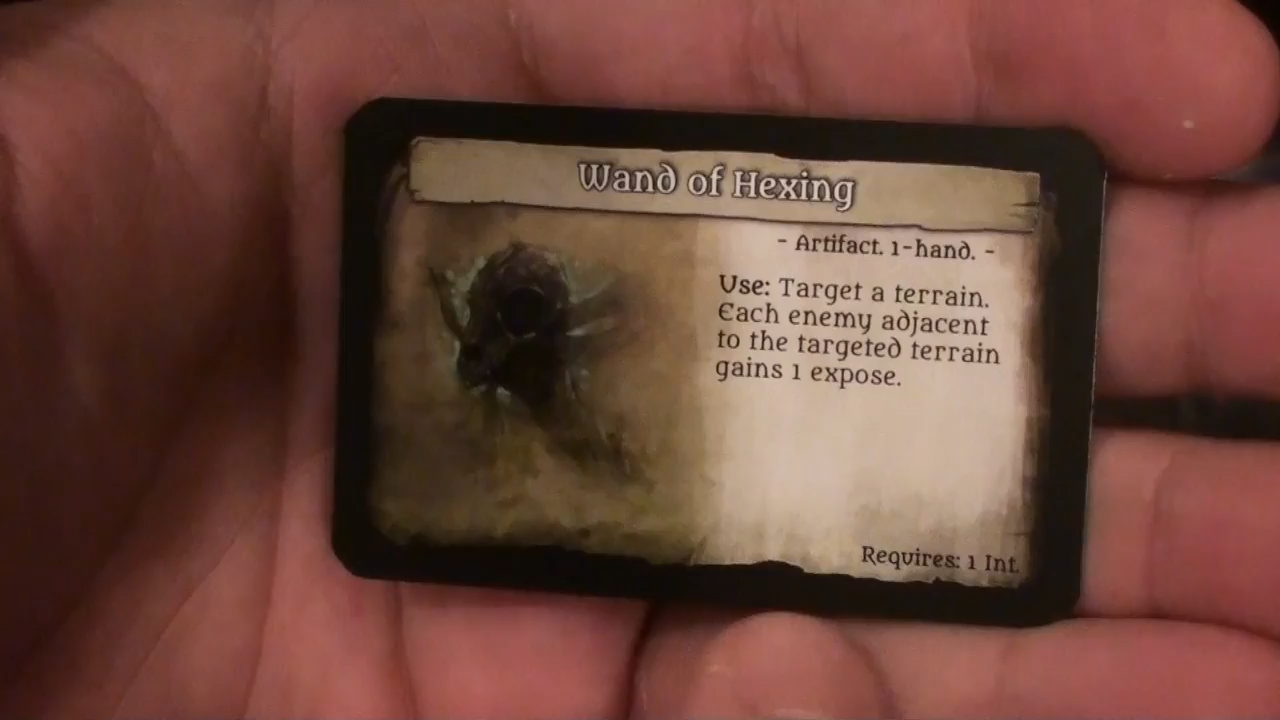 Wand of Hexing
- Artifact. 1-hand. -
Use: Target a terrain.
Each enemy adjacent
to the targeted terrain
gains 1 expose.
Requires: 1 Int.